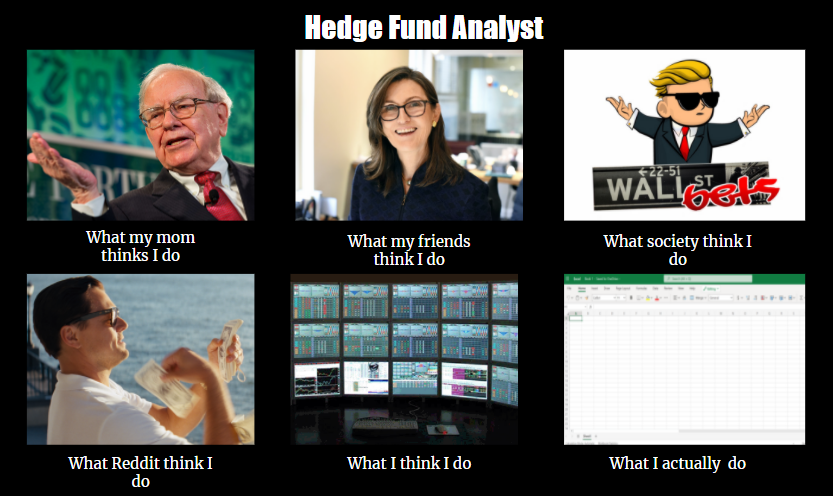 Hedge Fund Analyst
22-51
WALL ST
bets
What my mom
thinks I do
What my friends
think I do
What society think I
do
What Reddit think I
do
What I think I do
What I actually  do